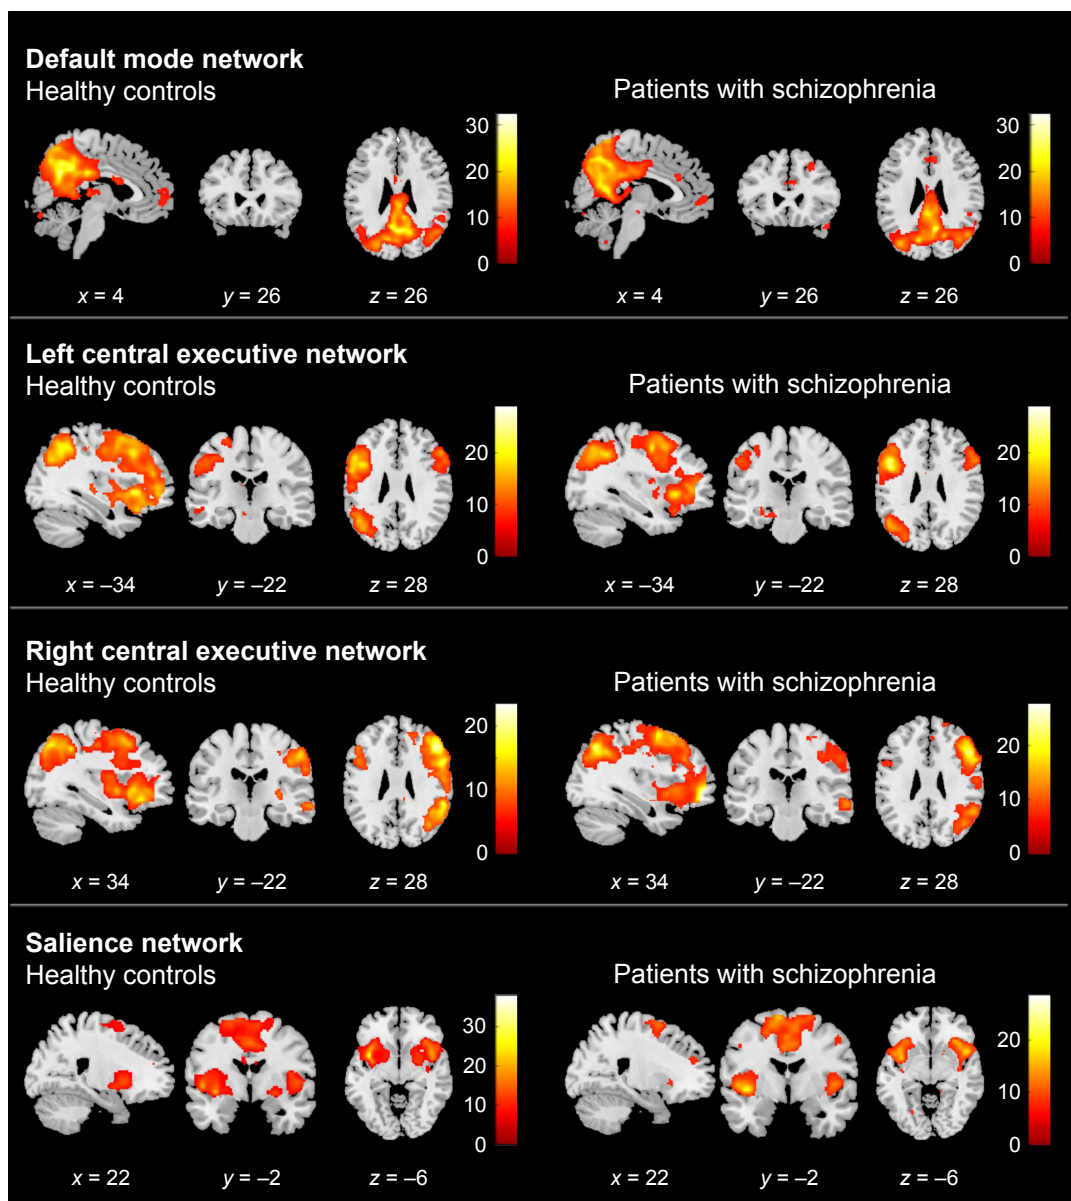 Default mode network
Healthy controls
Patients with schizophrenia
30
20
10
0
30
20
10
0
x = 4
y = 26
z = 26
x = 4
y = 26
z = 26
Left central executive network
Healthy controls
Patients with schizophrenia
20
10
0
20
10
0
x = –34
y = –22
z = 28
x = –34
y = –22
z = 28
Right central executive network
Healthy controls
Patients with schizophrenia
20
10
0
20
10
0
x = 34
y = –22
z = 28
x = 34
y = –22
z = 28
Salience network
Healthy controls
Patients with schizophrenia
30
20
10
0
20
10
0
x = 22
y = –2
z = –6
x = 22
y = –2
z = –6